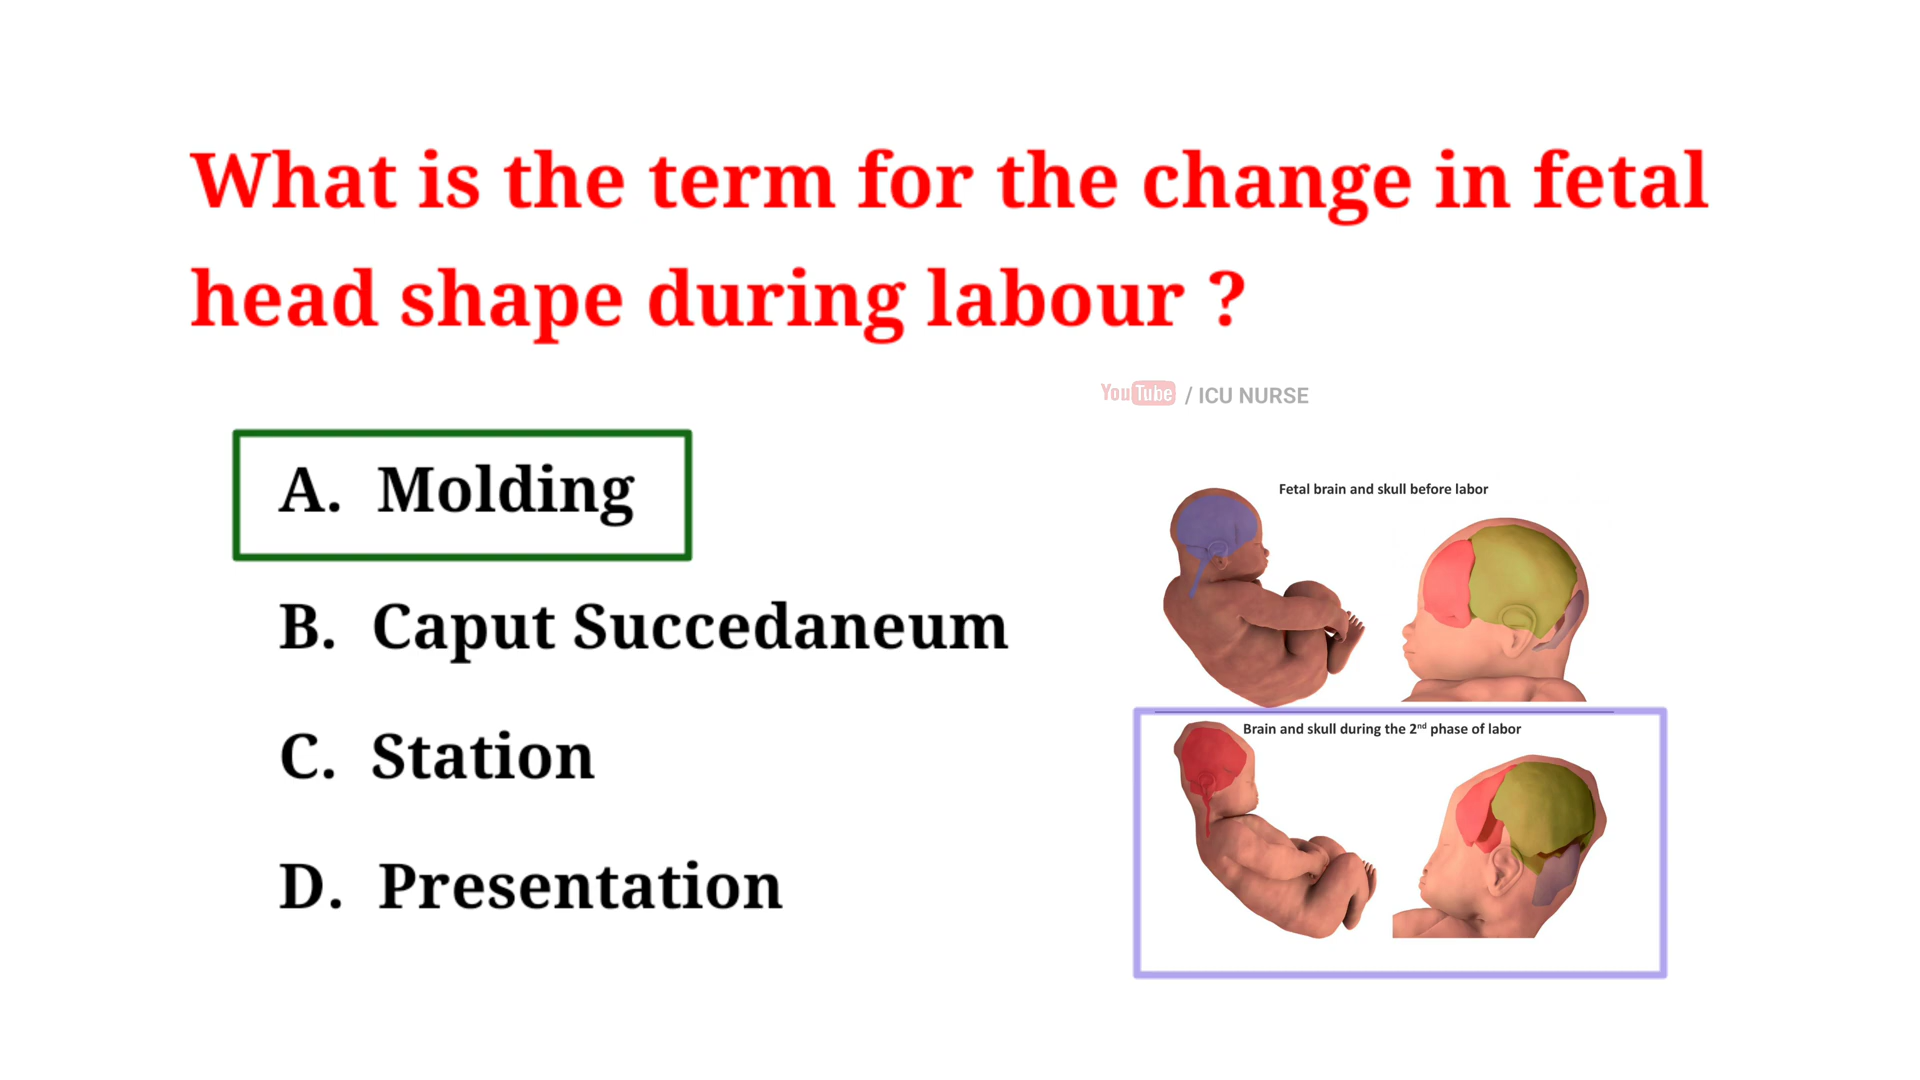 What is the term for the change in fetal
head shape during labour ?
YouTube / ICU NURSE
A. Molding
B. Caput Succedaneum
C. Station
D. Presentation
Fetal brain and skull before labor
Brain and skull during the 2nd phase of labor